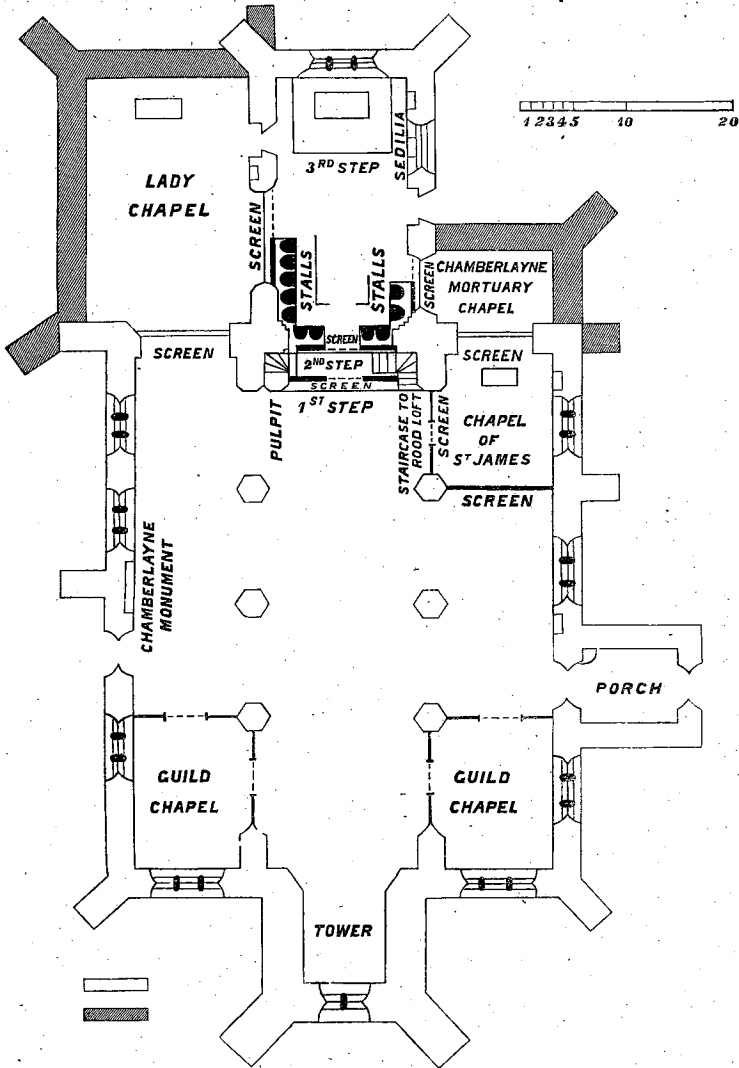 1 2 3 4 5 10 20
SEDILIA
3RD STEP
LADY
CHAPEL
SCREEN
STALLS
STALLS
SCREEN
CHAMBERLAYNE
MORTUARY
CHAPEL
SCREEN
SCREEN
2ND STEP
SCREEN
SCREEN
1ST STEP
PULPIT
STAIRCASE TO
ROOD LOFT
SCREEN
CHAPEL
OF
ST JAMES
SCREEN
CHAMBERLAYNE
MONUMENT
PORCH
GUILD
CHAPEL
GUILD
CHAPEL
TOWER